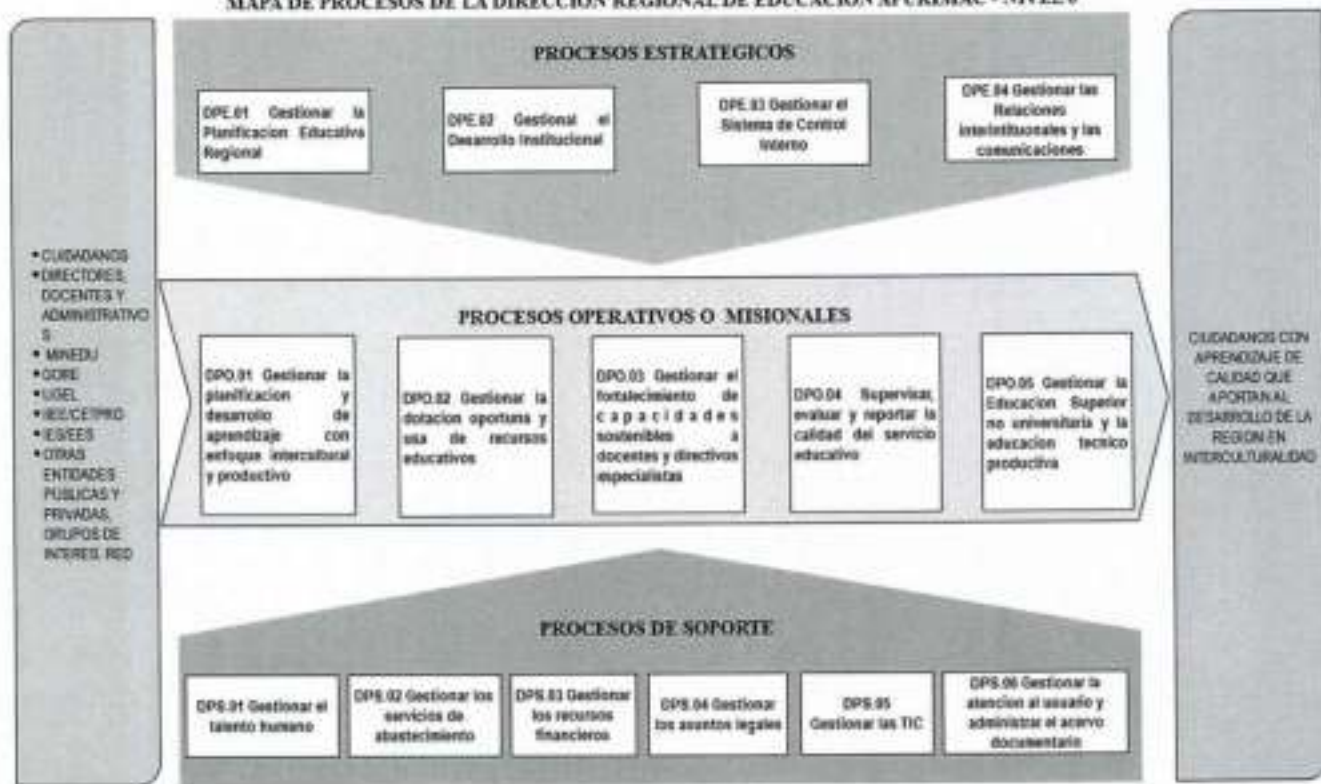 MAPA DE PROCESOS DE LA DIRECCION REGIONAL DE EDUCACION APURIMAC - NIVEL 0
PROCESOS ESTRATEGICOS
DPE.01 Gestionar la
Planificacion Educativa
Regional
DPE.02 Gestional el
Desarrollo Institucional
DPE.03 Gestionar el
Sistema de Control
Interno
DPE.04 Gestionar las
Relaciones
interintituonales y las
comunicaciones
• CUIDADANOS
• DIRECTORES,
DOCENTES Y
ADMINISTRATIVO
S
• MINEDU
• GORE
• UGEL
• IIEE/CETPRO
• IES/EES
• OTRAS
ENTIDADES
PUBLICAS Y
PRIVADAS,
GRUPOS DE
INTERES, RED
PROCESOS OPERATIVOS O MISIONALES
DPO.01 Gestionar la
planificacion y
desarrollo de
aprendizaje con
enfoque intercultural
y productivo
DPO.02 Gestionar la
dotacion oportuna y
usa de recursos
educativos
DPO.03 Gestionar el
fortalecimiento de
capacidades
sostenibles a
docentes y directivos
especialistas
DPO.04 Supervisar,
evaluar y reportar la
calidad del servicio
educativo
DPO.05 Gestionar la
Educacion Superior
no universitaria y la
educacion tecnico
productiva
CIUDADANOS CON
APRENDIZAJE DE
CALIDAD QUE
APORTAN AL
DESARROLLO DE LA
REGION EN
INTERCULTURALIDAD
PROCESOS DE SOPORTE
DPS.01 Gestionar el
talento humano
DPS.02 Gestionar los
servicios de
abastecimiento
DPS.03 Gestionar
los recursos
financieros
DPS.04 Gestionar
los asuntos legales
DPS.05
Gestionar las TIC
DPS.06 Gestionar la
atencion al usuario y
administrar el acervo
documentario